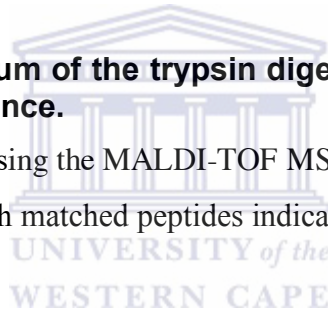 um of the trypsin dige
nce.
sing the MALDI-TOF MS
h matched peptides indica
UNIVERSITY of the
WESTERN CAPE